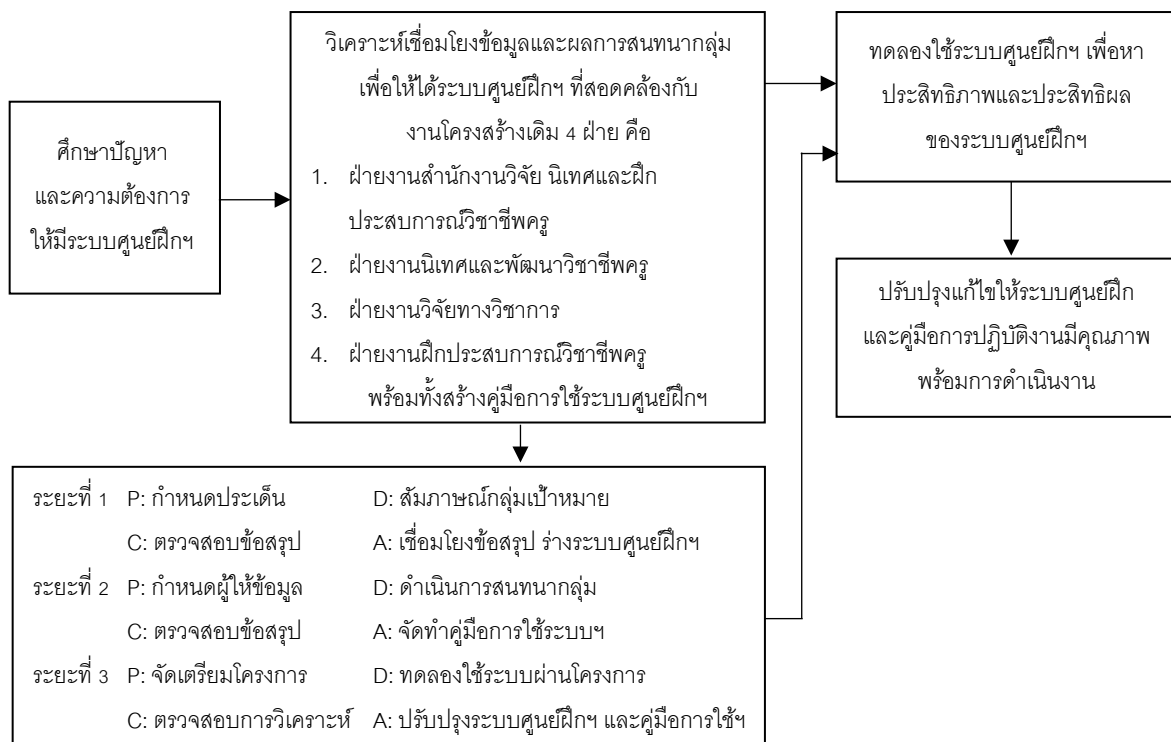 ศึกษาปัญหา
และความต้องการ
ให้มีระบบศูนย์ฝึกฯ
วิเคราะห์เชื่อมโยงข้อมูลและผลการสนทนากลุ่ม
เพื่อให้ได้ระบบศูนย์ฝึกฯ ที่สอดคล้องกับ
งานโครงสร้างเดิม 4 ฝ่าย คือ
1. ฝ่ายงานสำนักงานวิจัย นิเทศและฝึก
ประสบการณ์วิชาชีพครู
2. ฝ่ายงานนิเทศและพัฒนาวิชาชีพครู
3. ฝ่ายงานวิจัยทางวิชาการ
4. ฝ่ายงานฝึกประสบการณ์วิชาชีพครู
พร้อมทั้งสร้างคู่มือการใช้ระบบศูนย์ฝึกฯ
ทดลองใช้ระบบศูนย์ฝึกฯ เพื่อหา
ประสิทธิภาพและประสิทธิผล
ของระบบศูนย์ฝึกฯ
ปรับปรุงแก้ไขให้ระบบศูนย์ฝึก
และคู่มือการปฏิบัติงานมีคุณภาพ
พร้อมการดำเนินงาน
ระยะที่ 1 P: กำหนดประเด็น D: สัมภาษณ์กลุ่มเป้าหมาย
C: ตรวจสอบข้อสรุป A: เชื่อมโยงข้อสรุป ร่างระบบศูนย์ฝึกฯ
ระยะที่ 2 P: กำหนดผู้ให้ข้อมูล D: ดำเนินการสนทนากลุ่ม
C: ตรวจสอบข้อสรุป A: จัดทำคู่มือการใช้ระบบฯ
ระยะที่ 3 P: จัดเตรียมโครงการ D: ทดลองใช้ระบบผ่านโครงการ
C: ตรวจสอบการวิเคราะห์ A: ปรับปรุงระบบศูนย์ฝึกฯ และคู่มือการใช้ฯ